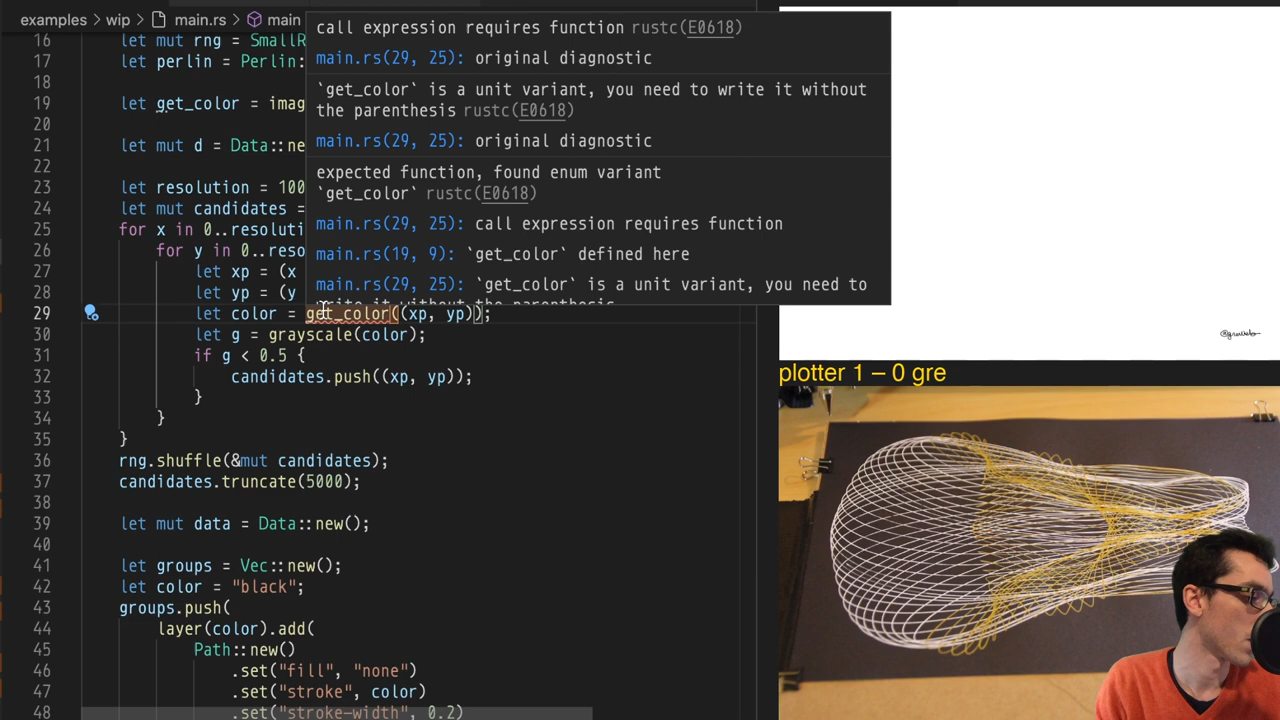 examples > wip > main.rs > main
16 let mut rng = SmallR
17 let perlin = Perlin:
18
19 let get_color = imag
20
21 let mut d = Data::ne
22
23 let resolution = 100
24 let mut candidates =
25 for x in 0..resoluti
26 for y in 0..reso
27 let xp = (x
28 let yp = (y
29 let color = get_color((xp, yp));
30 let g = grayscale(color);
31 if g < 0.5 {
32 candidates.push((xp, yp));
33 }
34 }
35 }
36 rng.shuffle(&mut candidates);
37 candidates.truncate(5000);
38
39 let mut data = Data::new();
40
41 let groups = Vec::new();
42 let color = "black";
43 groups.push(
44 layer(color).add(
45 Path::new()
46 .set("fill", "none")
47 .set("stroke", color)
48 .set("stroke-width", 0.2)
call expression requires function rustc(E0618)
main.rs(29, 25): original diagnostic
`get_color` is a unit variant, you need to write it without
the parenthesis rustc(E0618)
main.rs(29, 25): original diagnostic
expected function, found enum variant
`get_color` rustc(E0618)
main.rs(29, 25): call expression requires function
main.rs(19, 9): `get_color` defined here
main.rs(29, 25): `get_color` is a unit variant, you need to
write it without the parenthesis
plotter 1 – 0 gre